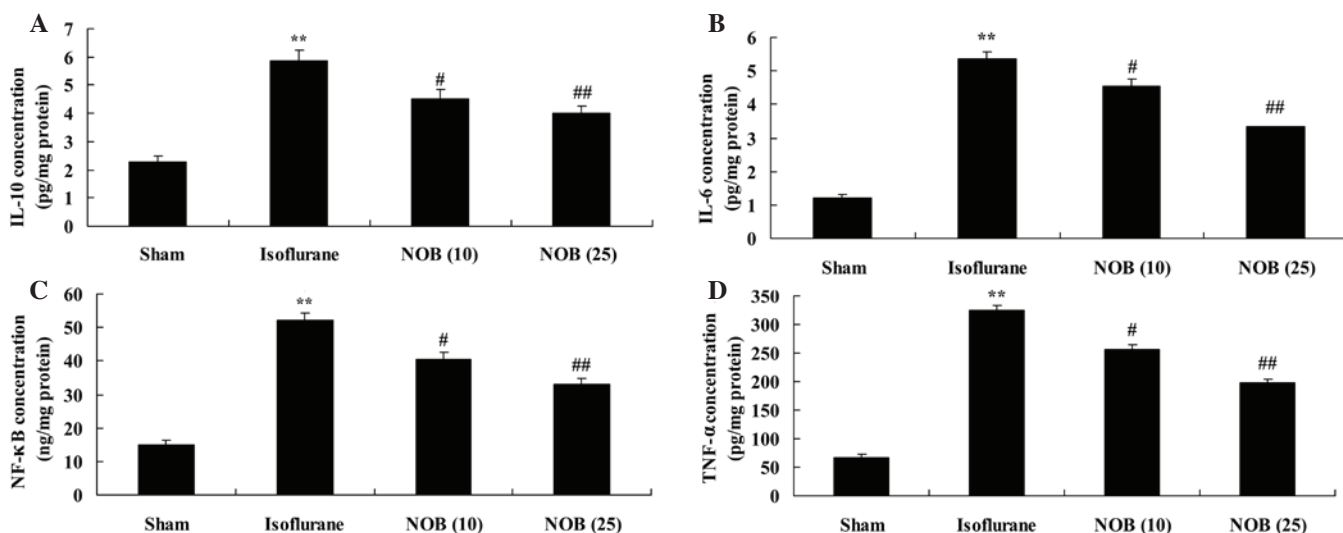 A
IL-10 concentration
(pg/mg protein)
7
6
5
4
3
2
1
0
**
#
##
Sham Isoflurane NOB (10) NOB (25)
B
IL-6 concentration
(pg/mg protein)
6
5
4
3
2
1
0
**
#
##
Sham Isoflurane NOB (10) NOB (25)
C
NF-κB concentration
(ng/mg protein)
60
50
40
30
20
10
0
**
#
##
Sham Isoflurane NOB (10) NOB (25)
D
TNF-α concentration
(pg/mg protein)
350
300
250
200
150
100
50
0
**
#
##
Sham Isoflurane NOB (10) NOB (25)